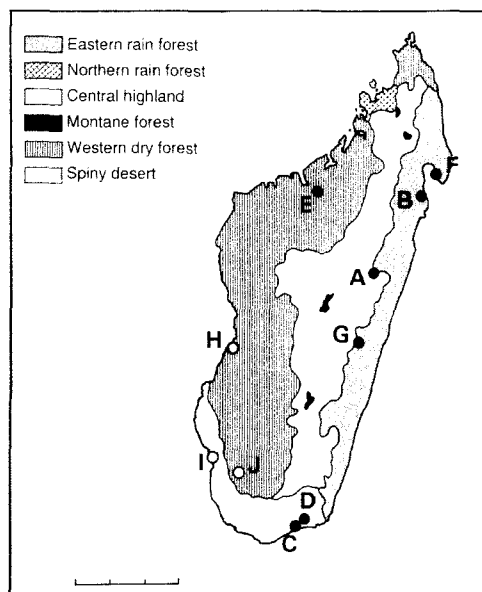 Eastern rain forest
Northern rain forest
Central highland
Montane forest
Western dry forest
Spiny desert
F
E
B
A
G
H
I
J
D
C